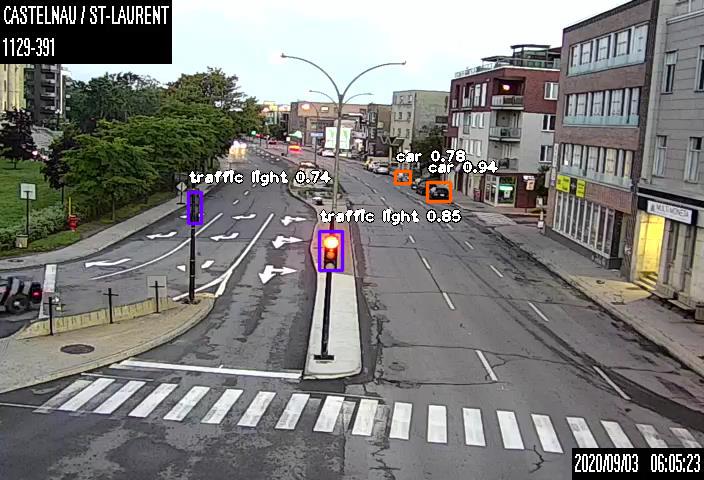 CASTELNAU / ST-LAURENT
1129-391
car 0.78
car 0.94
traffic light 0.74
traffic light 0.85
2020/09/03 06:05:23